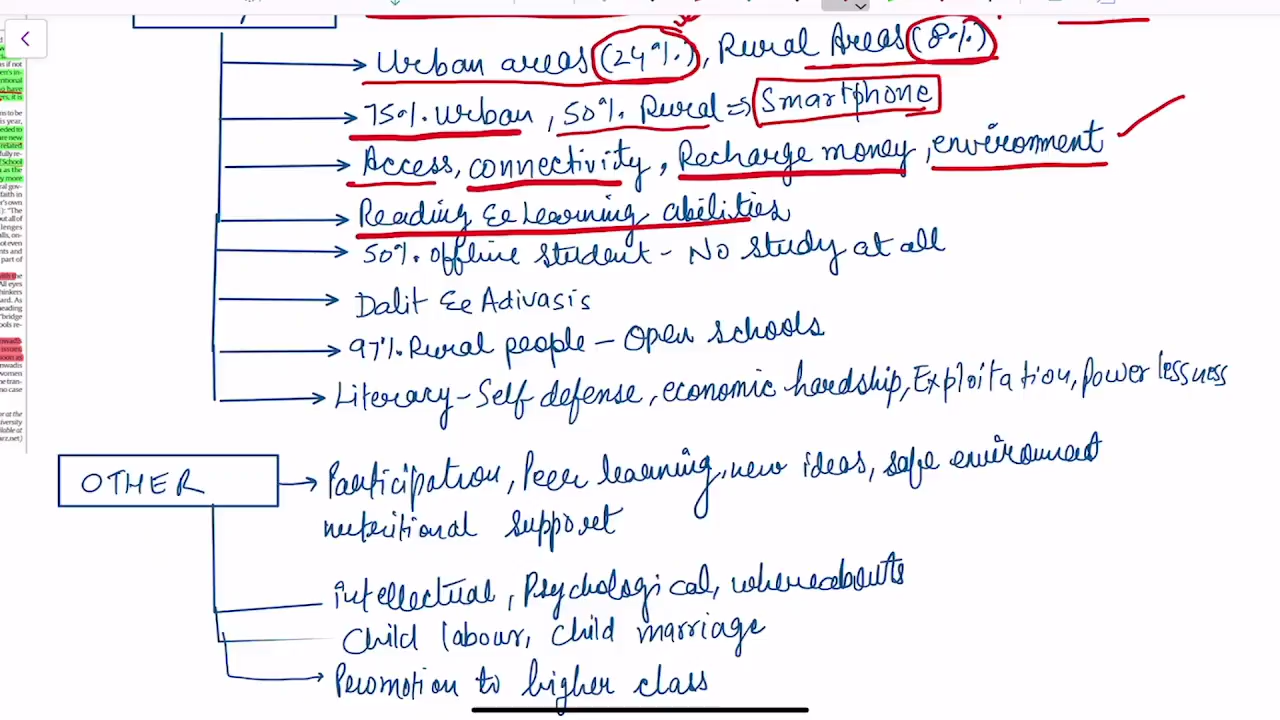 Urban areas (24%), Rural Areas (8%)
75% Urban, 50% Rural ⇒ Smartphone
Access, connectivity, Recharge money, environment
Reading & Learning abilities
50% offline student - No study at all
Dalit & Adivasis
97% Rural people - Open schools
Literacy - Self defense, economic hardship, Exploitation, powerlessness
OTHER
Participation, Peer learning, new ideas, safe environment
nutritional support
intellectual, Psychological, whereabouts
Child labour, child marriage
Promotion to higher class